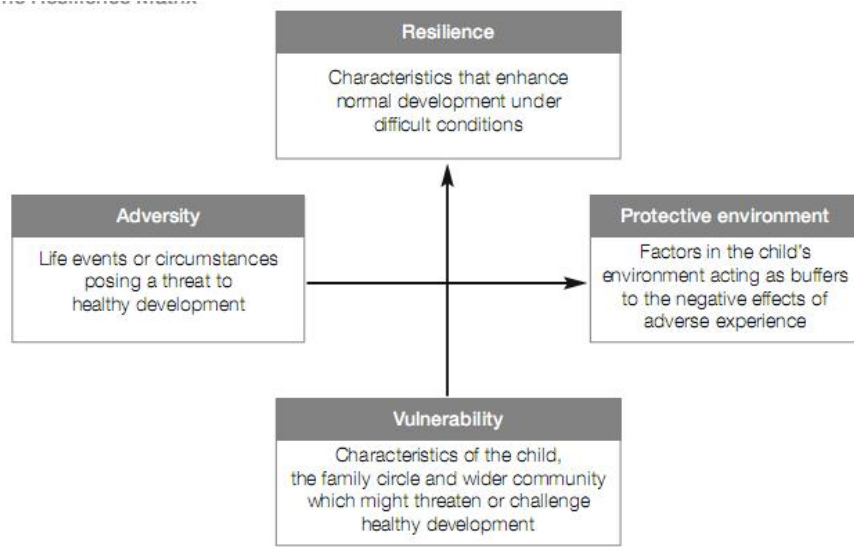 Resilience Matrix
Resilience
Characteristics that enhance
normal development under
difficult conditions
Adversity
Life events or circumstances
posing a threat to
healthy development
Protective environment
Factors in the child's
environment acting as buffers
to the negative effects of
adverse experience
Vulnerability
Characteristics of the child,
the family circle and wider community
which might threaten or challenge
healthy development